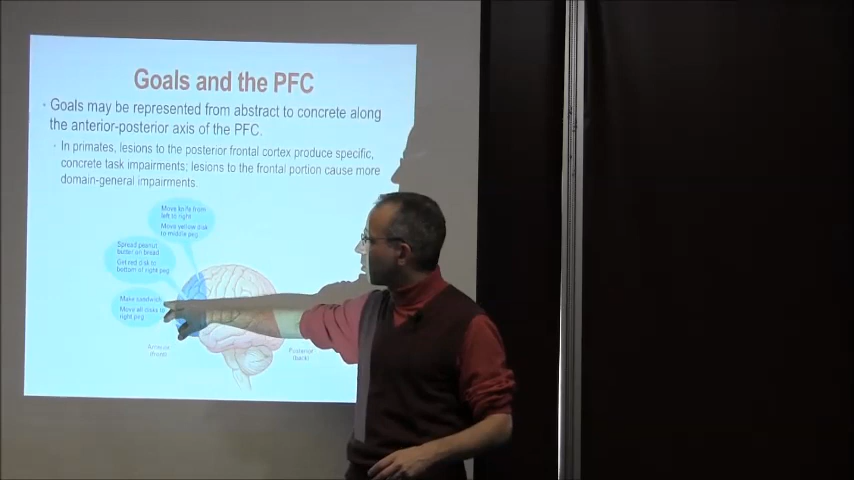 Goals and the PFC
Goals may be represented from abstract to concrete along
the anterior-posterior axis of the PFC.
In primates, lesions to the posterior frontal cortex produce specific,
concrete task impairments; lesions to the frontal portion cause more
domain-general impairments.
Move knife from
left to right
Move yellow disk
to middle peg
Spread peanut
butter on bread
Get red disk to
bottom of right peg
Make sandwich
Move all disks to
right peg
Anterior
(front)
Posterior
(back)